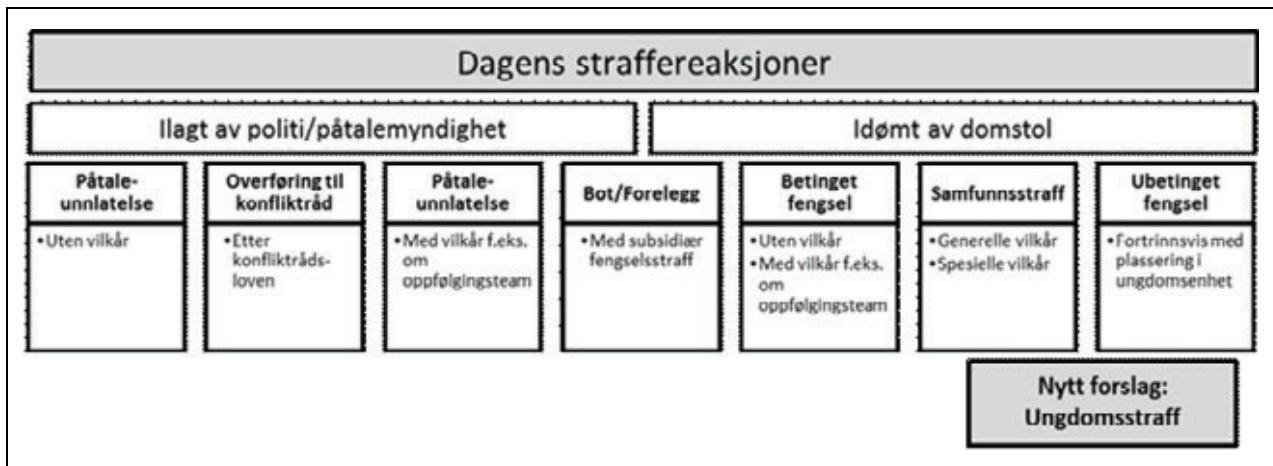 Dagens straffereaksjoner
Ilagt av politi/påtalemyndighet
Idømt av domstol
Påtale-
unnlatelse
•Uten vilkår
Overføring til
konfliktråd
•Etter
konfliktråds-
loven
Påtale-
unnlatelse
•Med vilkår f.eks.
om
oppfølgingsteam
Bot/Forelegg
•Med subsidiær
fengselsstraff
Betinget
fengsel
•Uten vilkår
•Med vilkår f.eks.
om
oppfølgingsteam
Samfunnsstraff
•Generelle vilkår
•Spesielle vilkår
Ubetinget
fengsel
•Fortrinnsvis med
plassering i
ungdomsenhet
Nytt forslag:
Ungdomsstraff